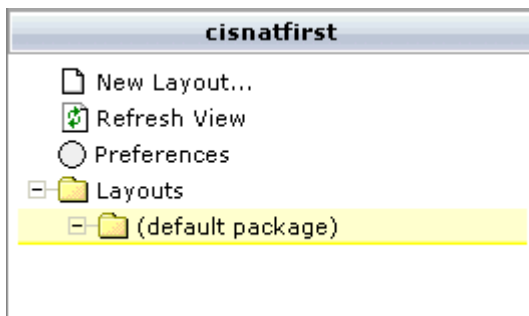 cisnatfirst
New Layout...
Refresh View
Preferences
Layouts
(default package)